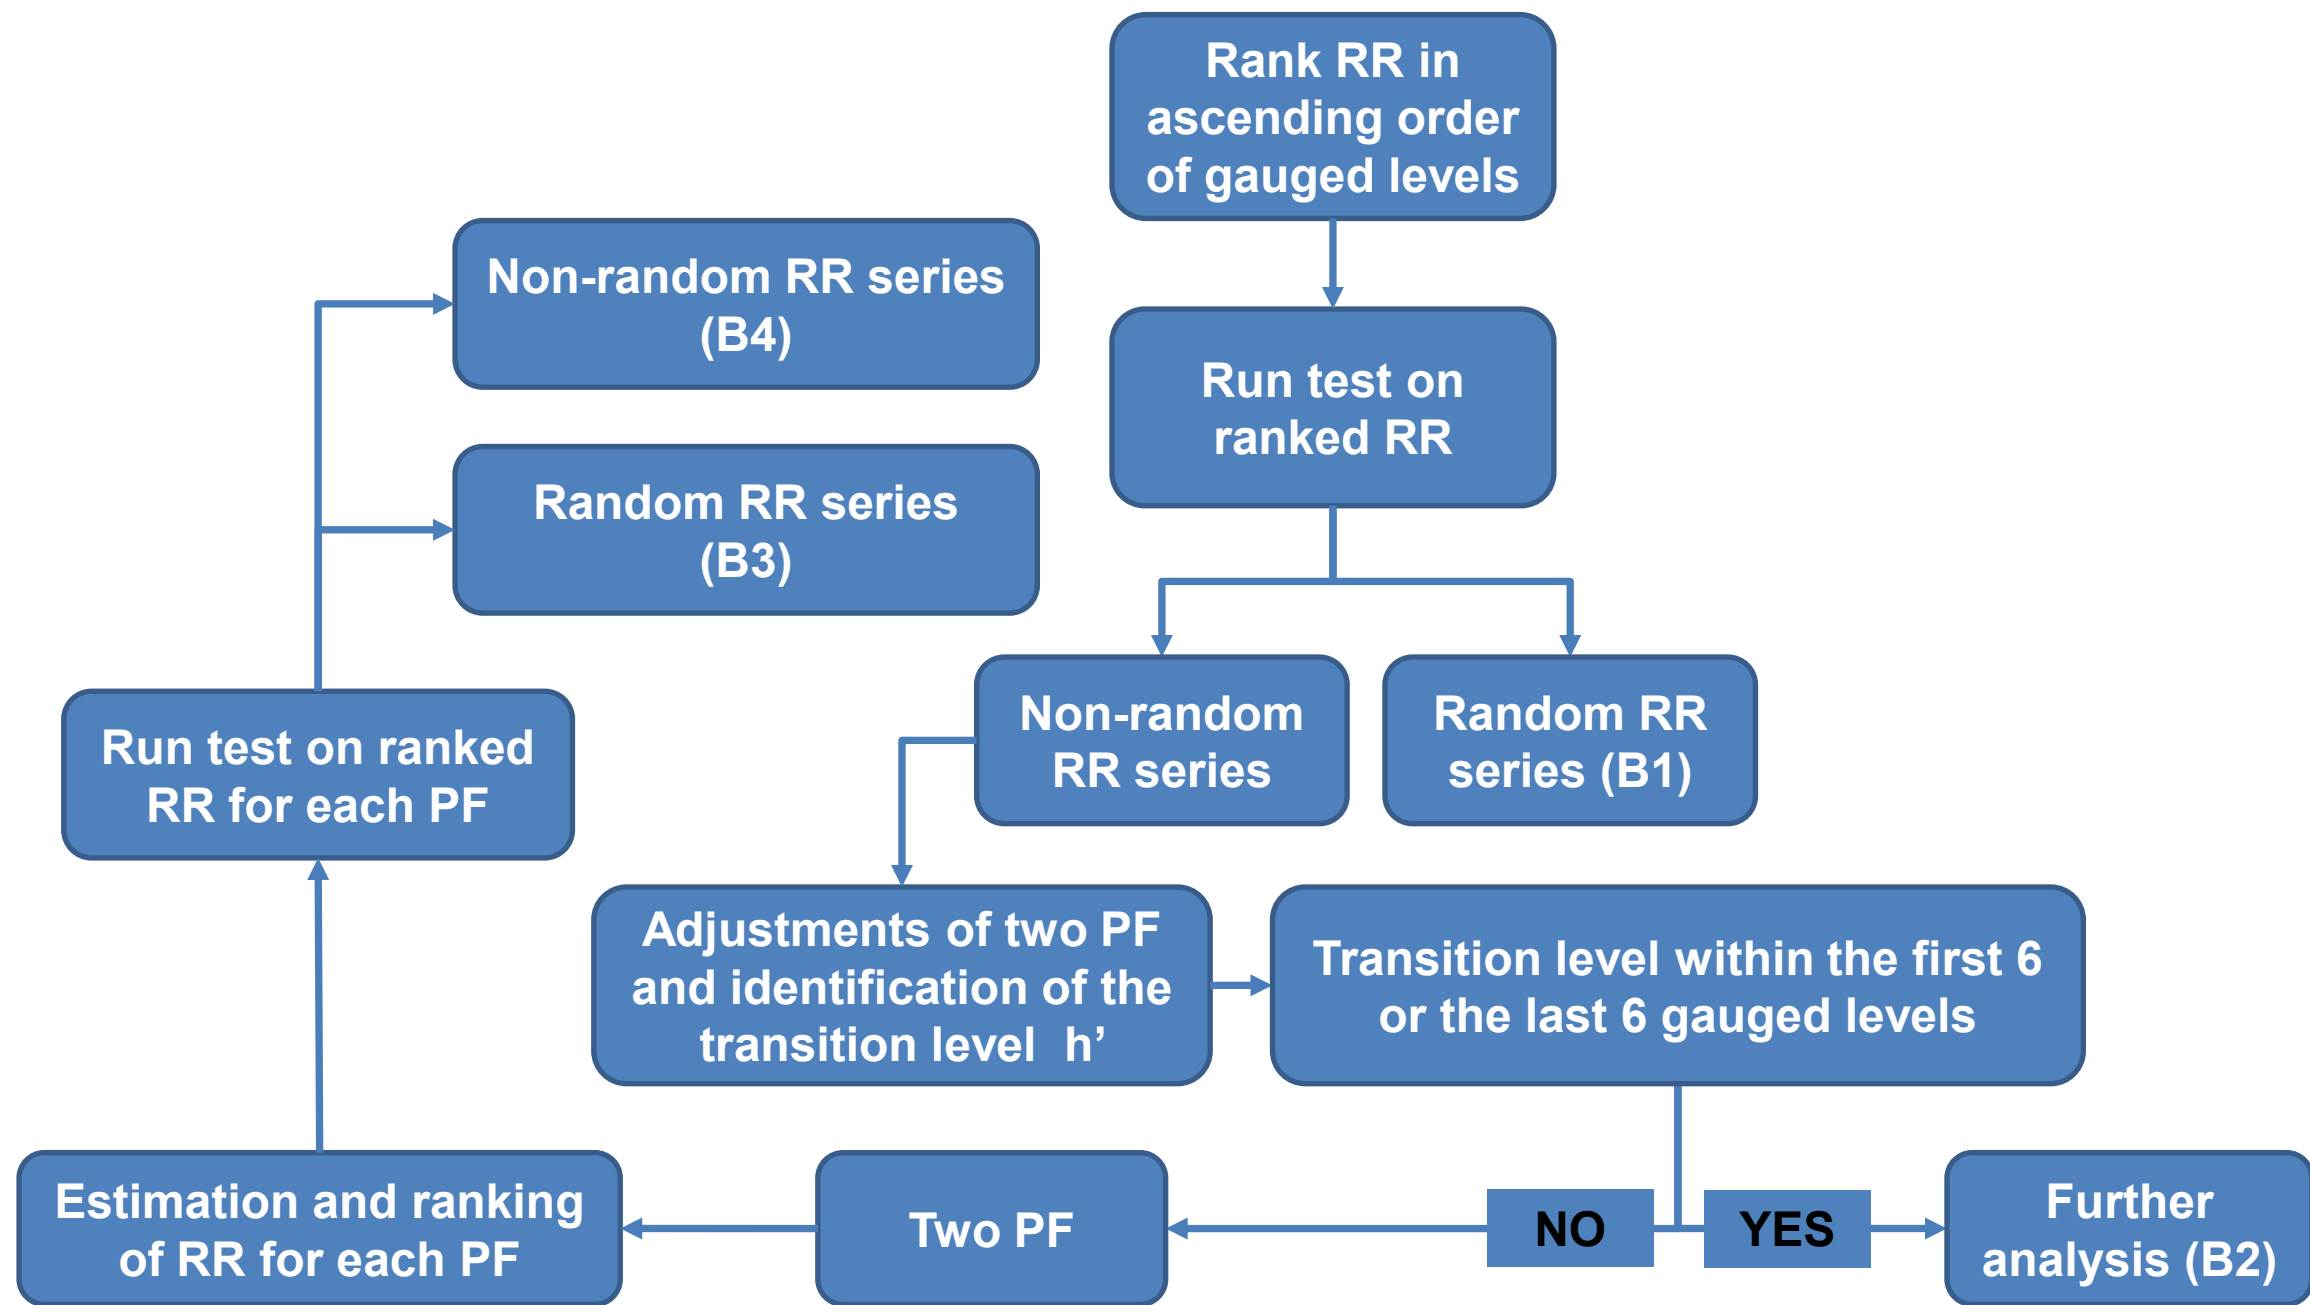 Rank RR in
ascending order
of gauged levels
Non-random RR series
(B4)
Run test on
ranked RR
Random RR series
(B3)
Non-random
RR series
Random RR
series (B1)
Run test on ranked
RR for each PF
Adjustments of two PF
and identification of the
transition level  h’
Transition level within the first 6
or the last 6 gauged levels
Estimation and ranking
of RR for each PF
Two PF
NO
YES
Further
analysis (B2)